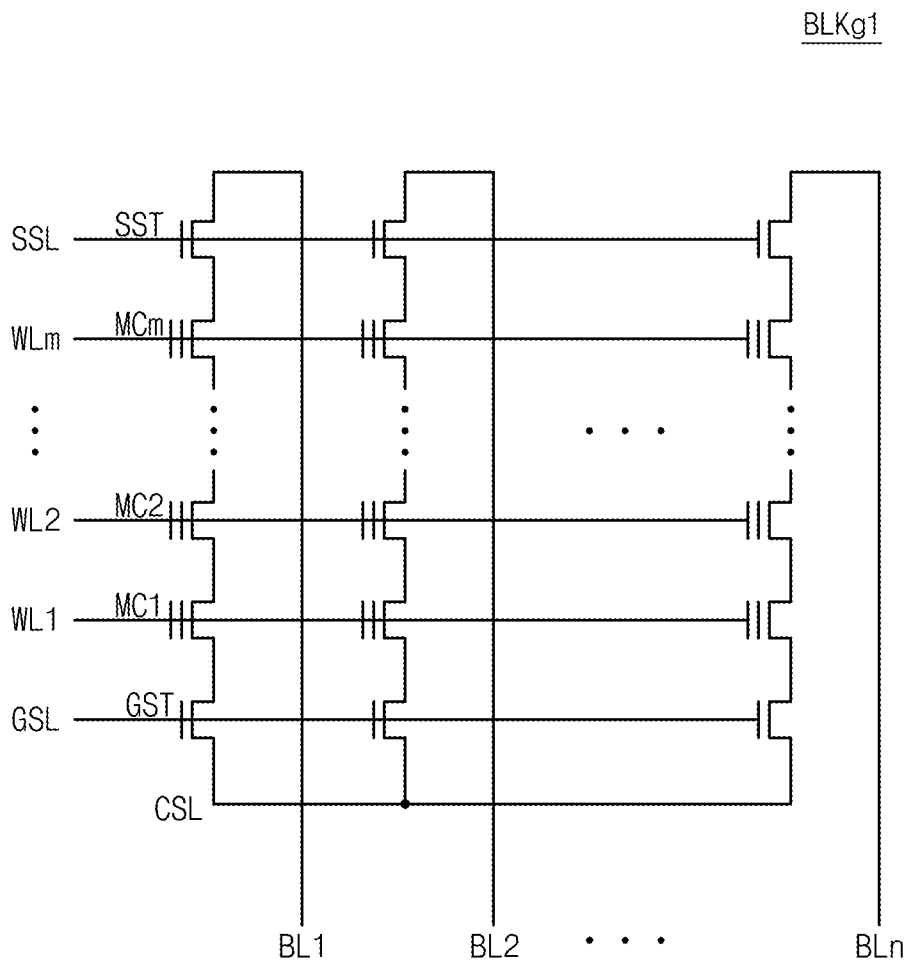 BLKg1
SSL SST
WLm MCm
WL2 MC2
WL1 MC1
GSL GST
CSL
BL1 BL2 BLn